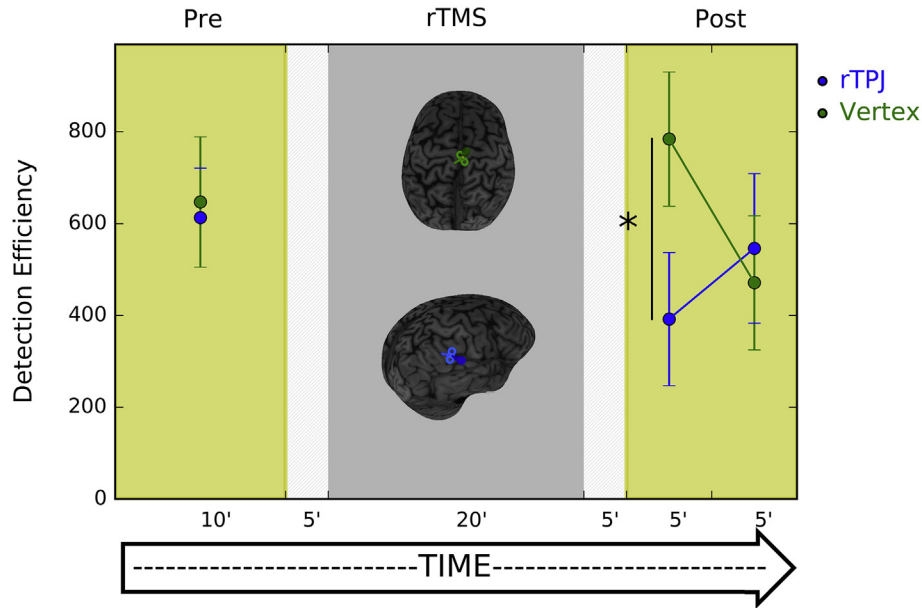 Pre rTMS Post
rTPJ
Vertex
Detection Efficiency
800
600
400
200
0
*
10' 5' 20' 5' 5' 5'
TIME